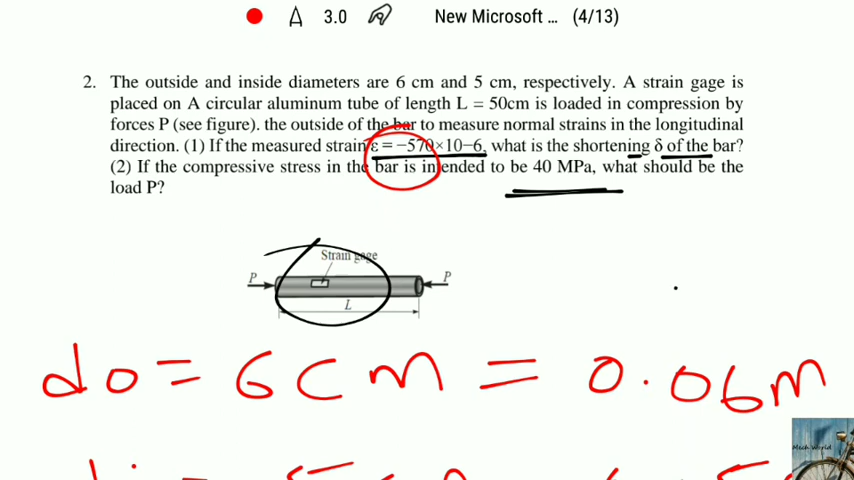 3.0 New Microsoft ... (4/13)
2. The outside and inside diameters are 6 cm and 5 cm, respectively. A strain gage is
placed on A circular aluminum tube of length L = 50cm is loaded in compression by
forces P (see figure). the outside of the bar to measure normal strains in the longitudinal
direction. (1) If the measured strain ε = −570×10−6, what is the shortening δ of the bar?
(2) If the compressive stress in the bar is intended to be 40 MPa, what should be the
load P?
Strain gage
P P
L
do = 6 cm = 0.06m
Mech World